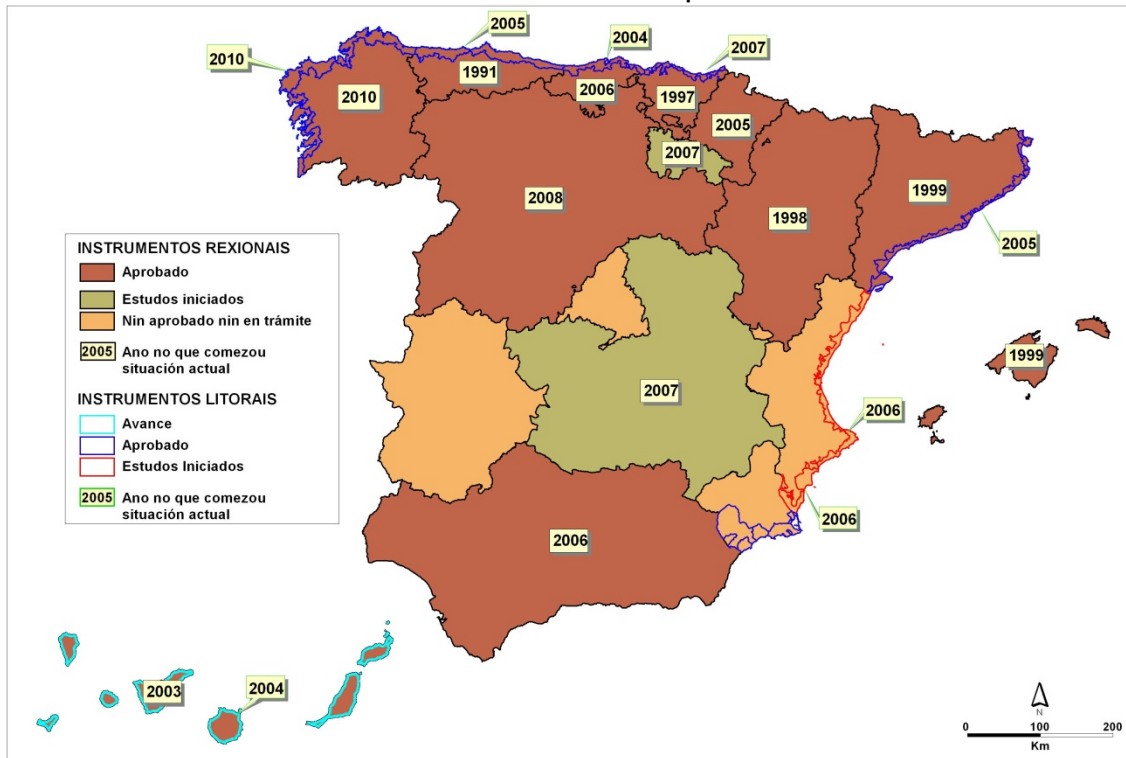 2005
2004
2007
2010
1991
2006
1997
2010
2005
2007
2008
1998
1999
2005
INSTRUMENTOS REXIONAIS
Aprobado
Estudos iniciados
Nin aprobado nin en trámite
2005 Ano no que comezou
situación actual
INSTRUMENTOS LITORAIS
Avance
Aprobado
Estudos Iniciados
2005 Ano no que comezou
situación actual
1999
2007
2006
2006
2006
2003
2004
N
0 100 200
Km